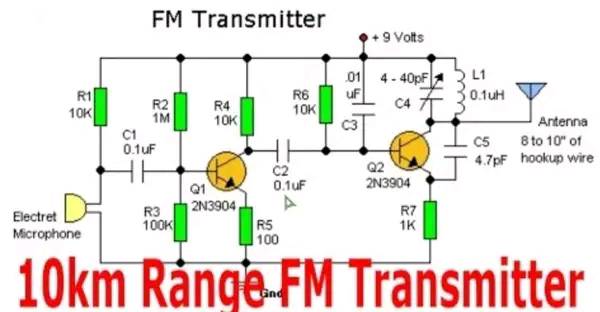 FM Transmitter
+ 9 Volts
R1
10K
R2
1M
R4
10K
R6
10K
.01
uF
C3
4 - 40pF
C4
L1
0.1uH
Antenna
8 to 10" of
hookup wire
C1
0.1uF
C2
0.1uF
Q1
2N3904
Q2
2N3904
C5
4.7pF
Electret
Microphone
R3
100K
R5
100
R7
1K
Gnd
10km Range FM Transmitter